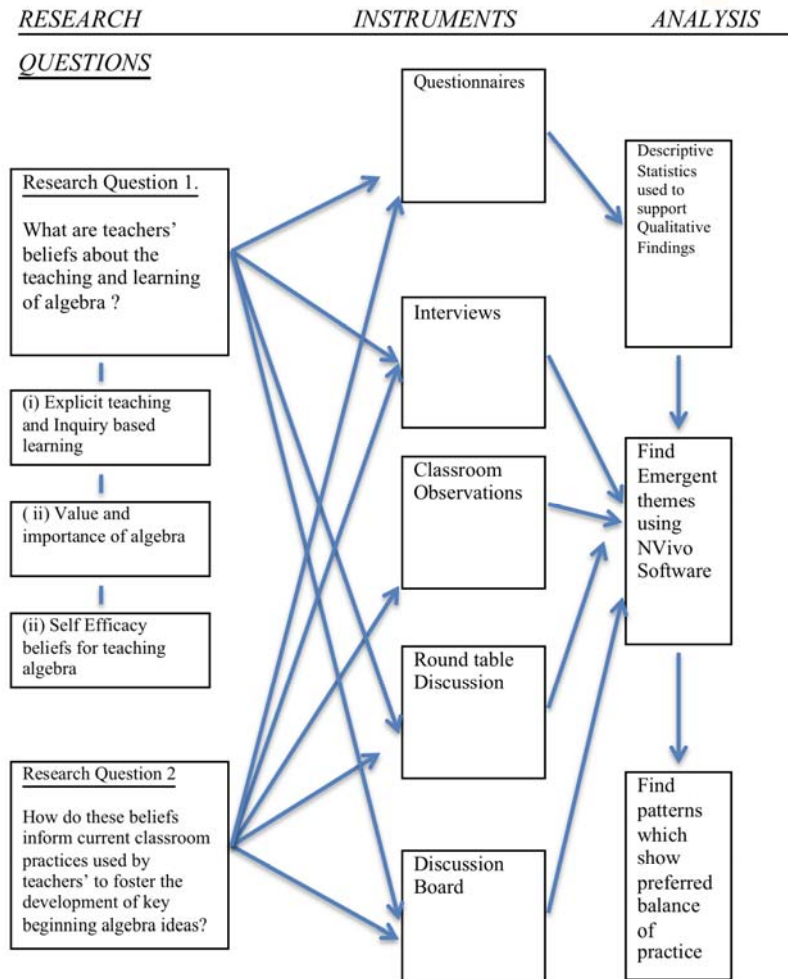 RESEARCH INSTRUMENTS ANALYSIS
QUESTIONS
Research Question 1.
What are teachers’
beliefs about the
teaching and learning
of algebra ?
(i) Explicit teaching
and Inquiry based
learning
( ii) Value and
importance of algebra
(ii) Self Efficacy
beliefs for teaching
algebra
Research Question 2
How do these beliefs
inform current classroom
practices used by
teachers’ to foster the
development of key
beginning algebra ideas?
Questionnaires
Interviews
Classroom
Observations
Round table
Discussion
Discussion
Board
Descriptive
Statistics
used to
support
Qualitative
Findings
Find
Emergent
themes
using
NVivo
Software
Find
patterns
which
show
preferred
balance
of
practice